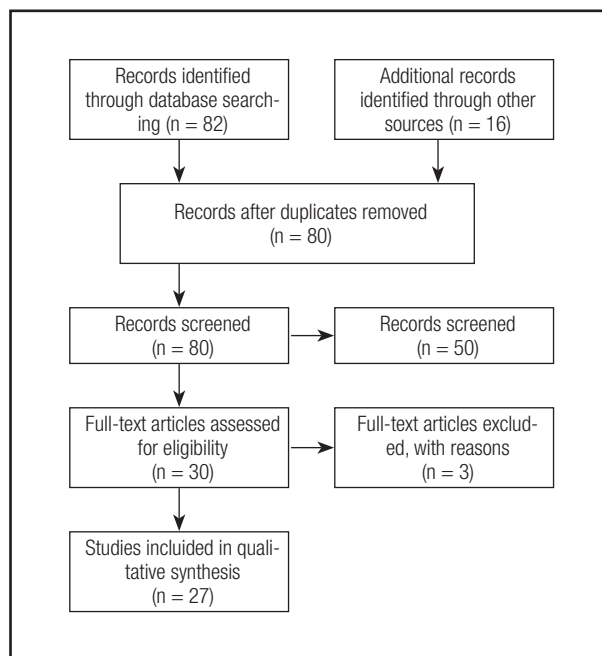 Records identified
through database search-
ing (n = 82)
Additional records
identified through other
sources (n = 16)
Records after duplicates removed
(n = 80)
Records screened
(n = 80)
Records screened
(n = 50)
Full-text articles assessed
for eligibility
(n = 30)
Full-text articles exclud-
ed, with reasons
(n = 3)
Studies incluided in quali-
tative synthesis
(n = 27)